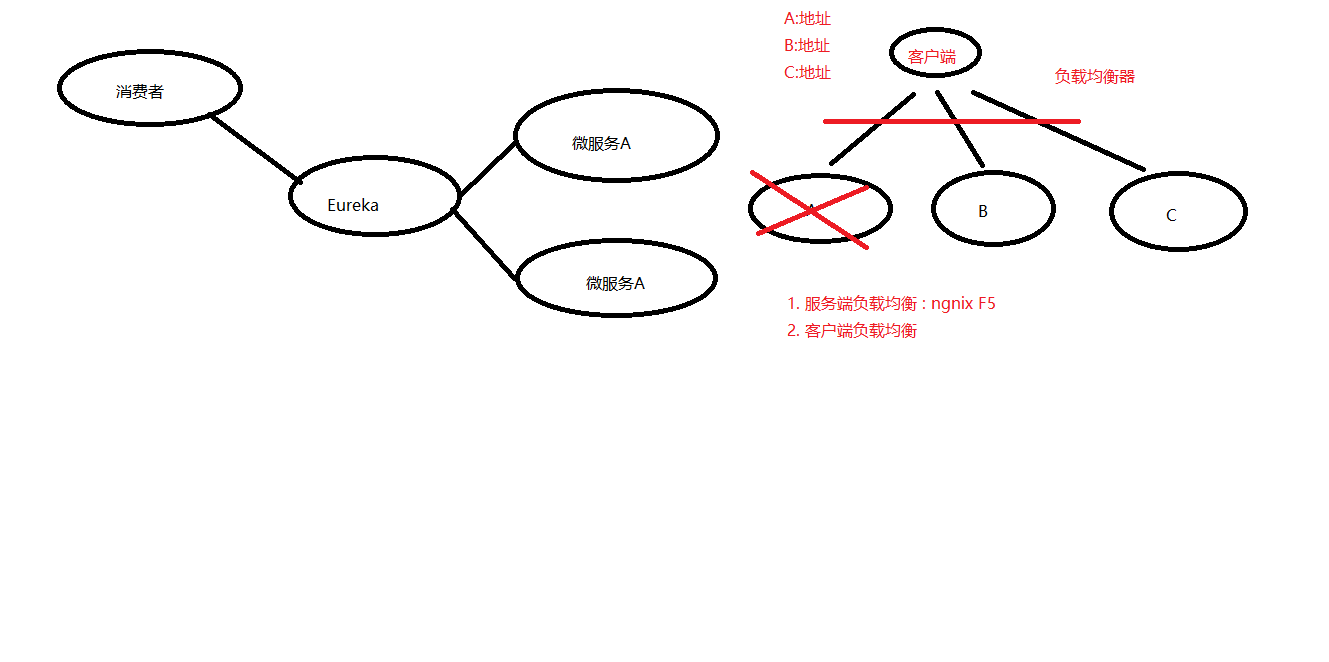 消费者
Eureka
微服务A
微服务A
A:地址
B:地址
C:地址
客户端
负载均衡器
B
C
1. 服务端负载均衡 : ngnix F5
2. 客户端负载均衡